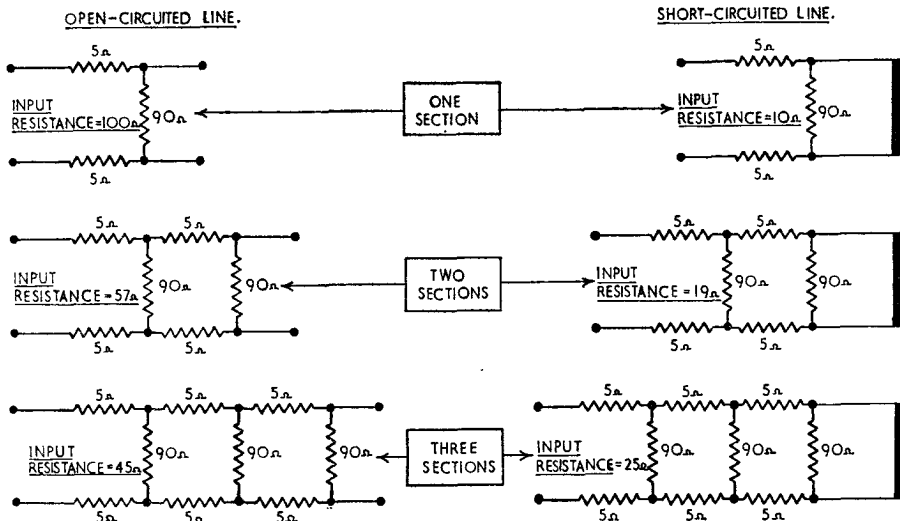 OPEN-CIRCUITED LINE.
SHORT-CIRCUITED LINE.
5Ω
5Ω
INPUT
RESISTANCE=100Ω
90Ω
ONE
SECTION
INPUT
RESISTANCE=10Ω
90Ω
5Ω
5Ω
5Ω
5Ω
5Ω
5Ω
INPUT
RESISTANCE=57Ω
90Ω
90Ω
TWO
SECTIONS
INPUT
RESISTANCE=19Ω
90Ω
90Ω
5Ω
5Ω
5Ω
5Ω
5Ω
5Ω
5Ω
5Ω
5Ω
5Ω
INPUT
RESISTANCE=45Ω
90Ω
90Ω
90Ω
THREE
SECTIONS
INPUT
RESISTANCE=25Ω
90Ω
90Ω
90Ω
5Ω
5Ω
5Ω
5Ω
5Ω
5Ω